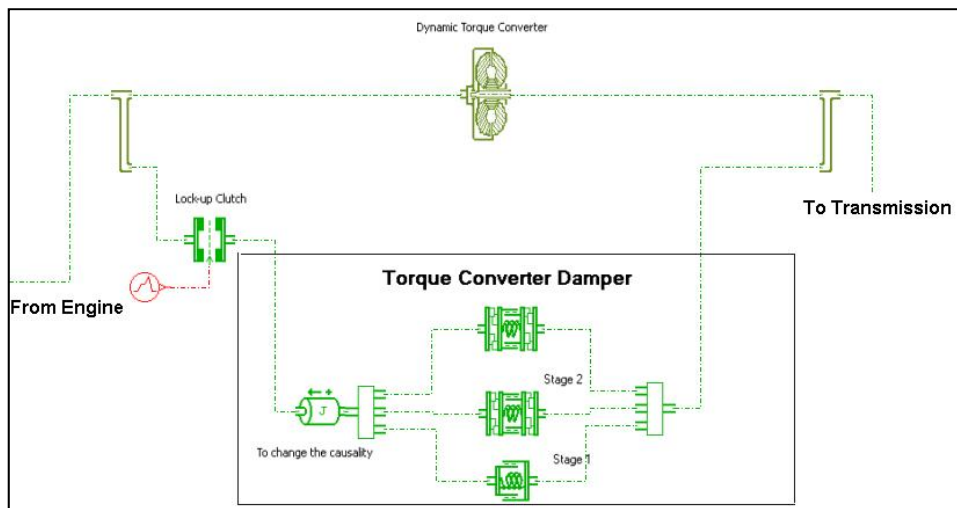 Dynamic Torque Converter
Lock-up Clutch
To Transmission
Torque Converter Damper
From Engine
Stage 2
J
To change the causality
Stage 1